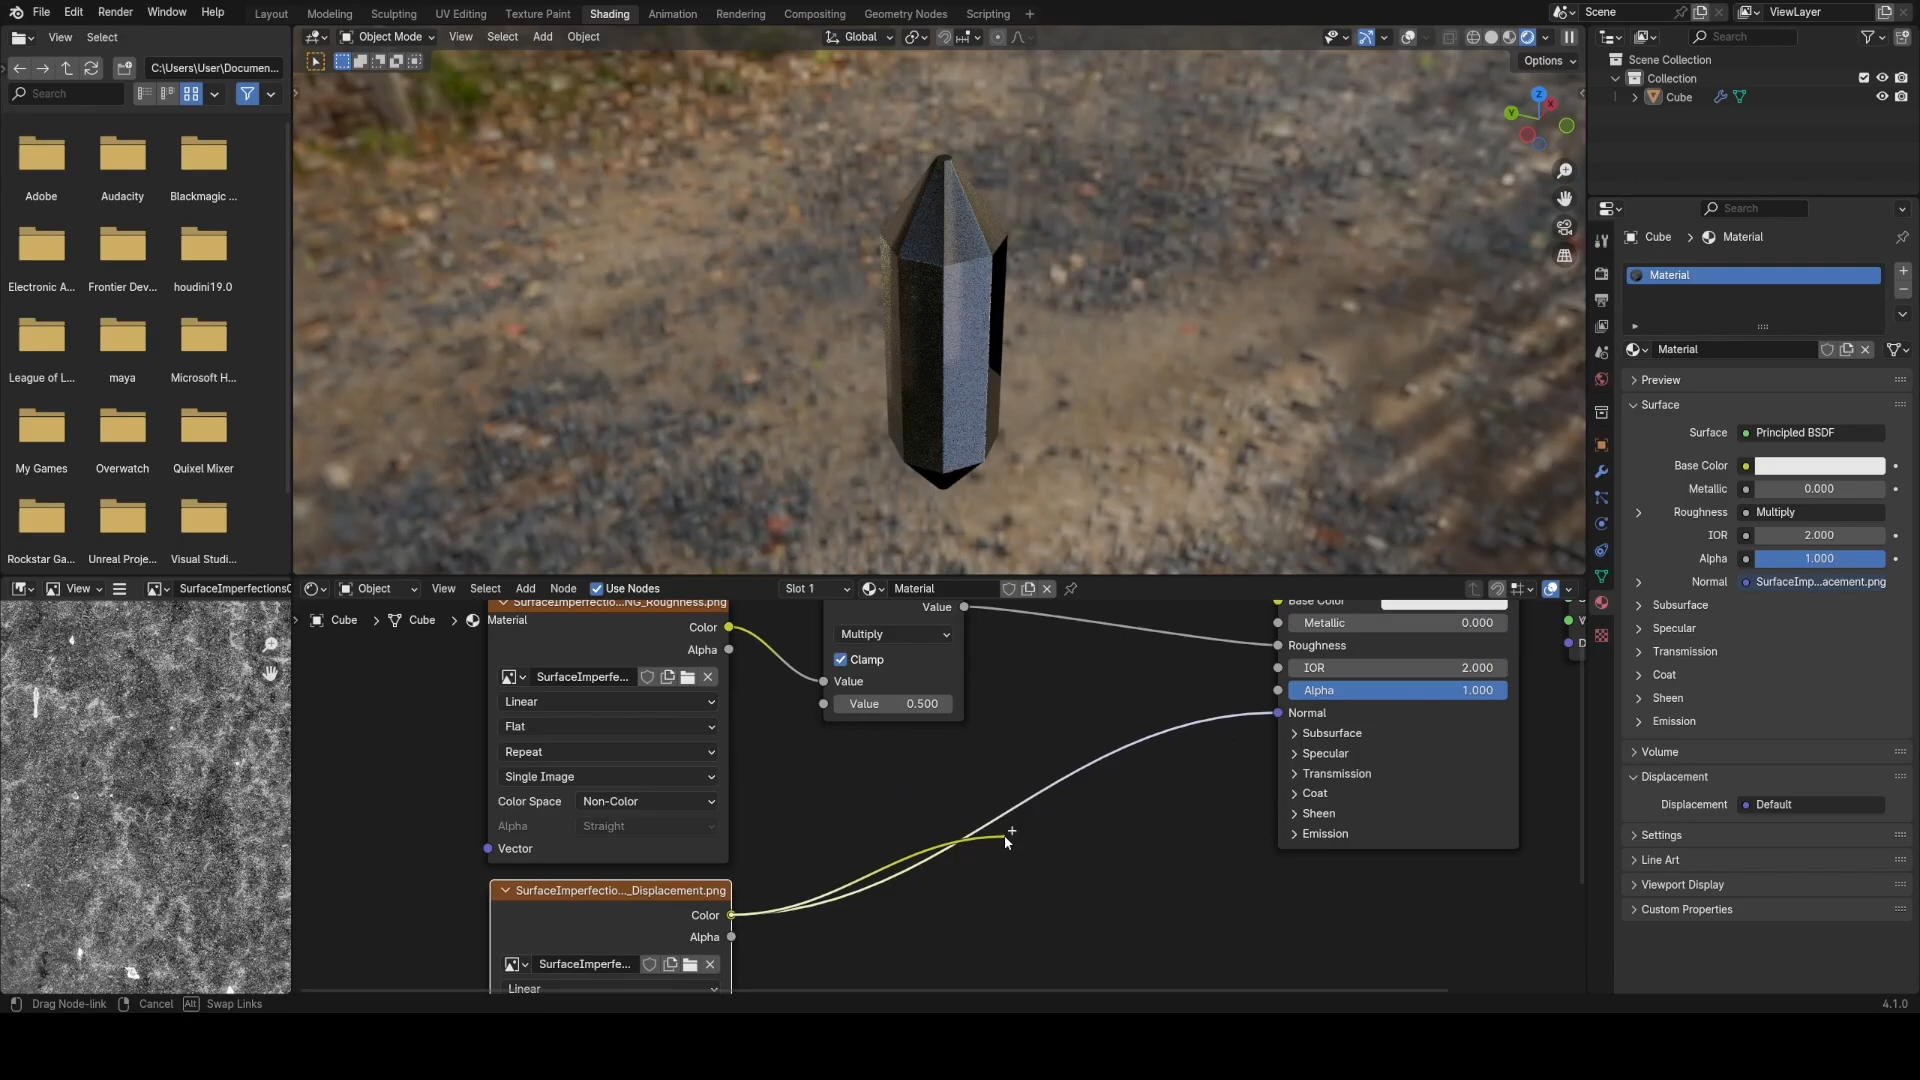 File Edit Render Window Help Layout Modeling Sculpting UV Editing Texture Paint Shading Animation Rendering Compositing Geometry Nodes Scripting Scene ViewLayer
View Select
C:\Users\User\Documen...
Search
Adobe Audacity Blackmagic ...
Electronic A... Frontier Dev... houdini19.0
League of L... maya Microsoft H...
My Games Overwatch Quixel Mixer
Rockstar Ga... Unreal Proje... Visual Studi...
Object Mode View Select Add Object Global
Options
Z
X
Y
Search
Scene Collection
Collection
Cube
Search
Cube > Material
Material
Material
Preview
Surface
Surface Principled BSDF
Base Color
Metallic 0.000
Roughness Multiply
IOR 2.000
Alpha 1.000
Normal SurfaceImp...acement.png
Subsurface
Specular
Transmission
Coat
Sheen
Emission
Volume
Displacement
Displacement Default
Settings
Line Art
Viewport Display
Custom Properties
View SurfaceImperfections
Object View Select Add Node Use Nodes Slot 1 Material
Cube > Cube > Material
SurfaceImperfectio...NG_Roughness.png
Color
Alpha
SurfaceImperfe...
Linear
Flat
Repeat
Single Image
Color Space Non-Color
Alpha Straight
Vector
Value
Multiply
Clamp
Value
Value 0.500
Base Color
Metallic 0.000
Roughness
IOR 2.000
Alpha 1.000
Normal
Subsurface
Specular
Transmission
Coat
Sheen
Emission
SurfaceImperfectio..._Displacement.png
Color
Alpha
SurfaceImperfe...
Linear
Drag Node-link Cancel Alt Swap Links 4.1.0